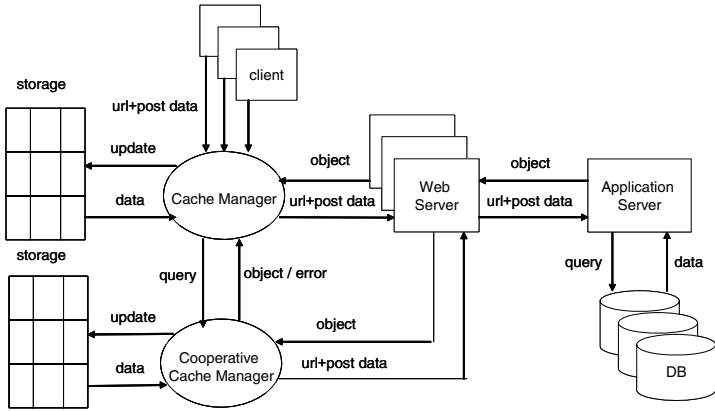 storage
client
url+post data
update
object
object
Cache Manager
Web
Server
Application
Server
data
url+post data
url+post data
storage
query
object / error
query
data
update
object
Cooperative
Cache Manager
data
url+post data
DB